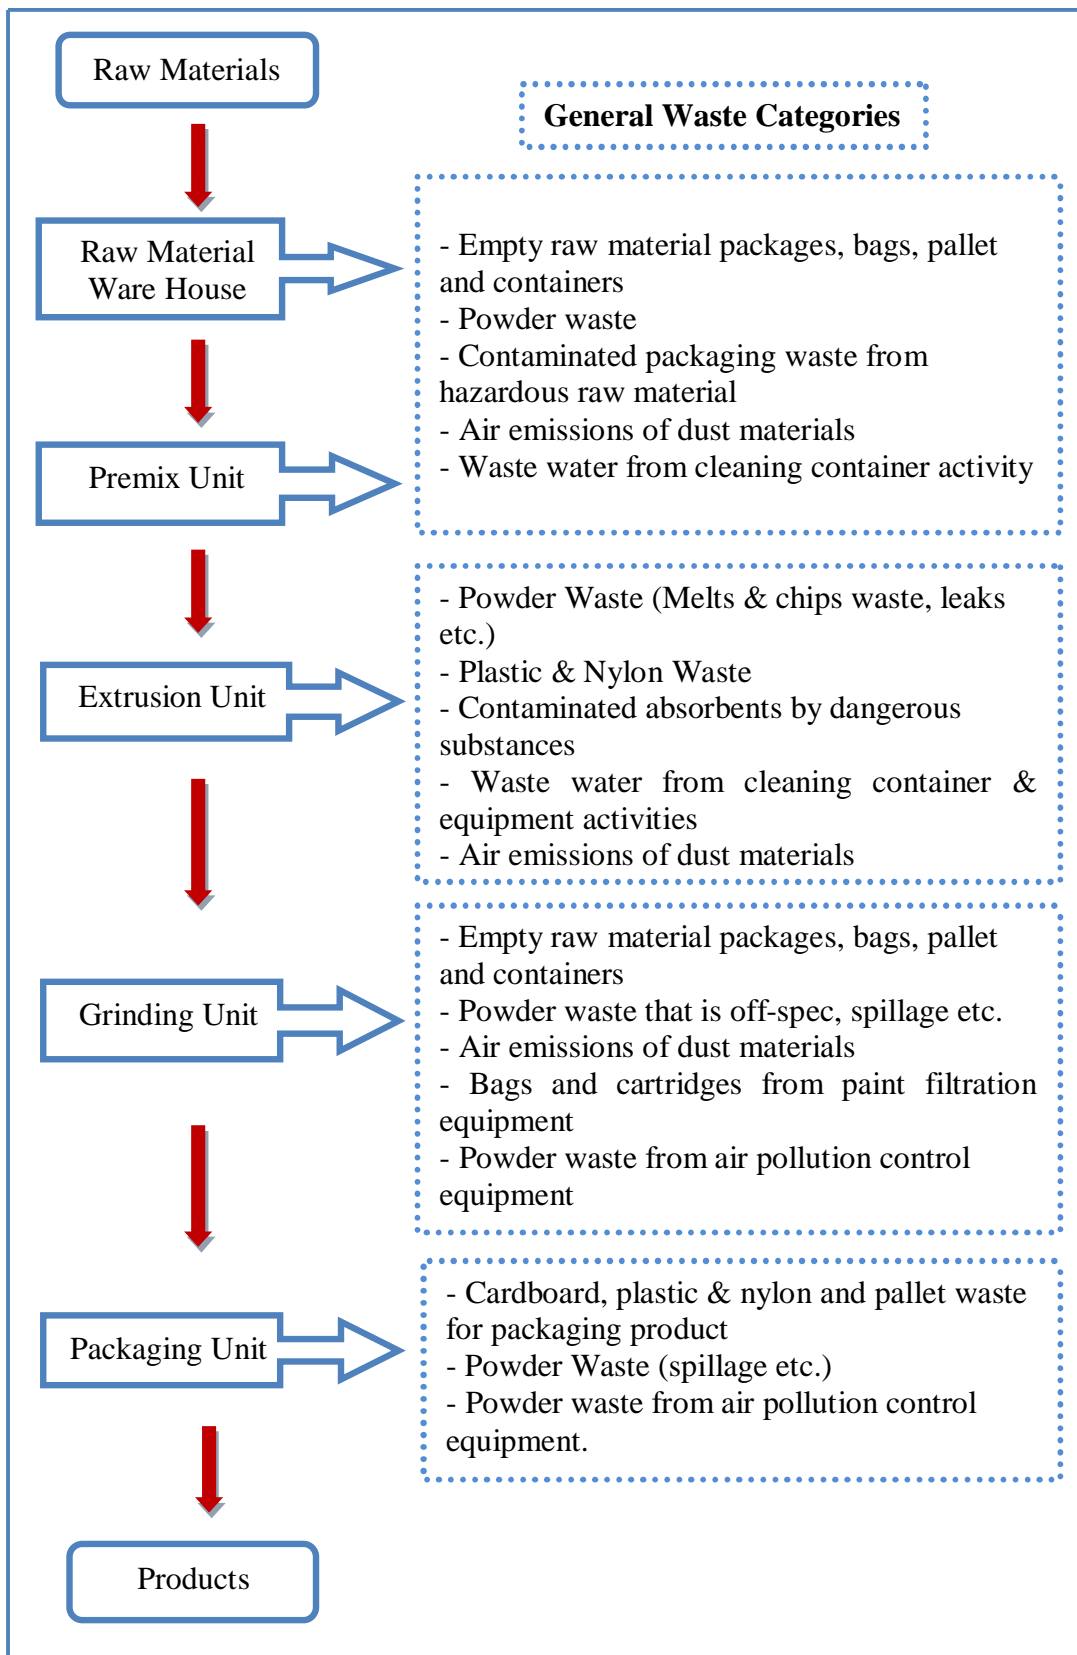 Raw Materials
General Waste Categories
Raw Material
Ware House
- Empty raw material packages, bags, pallet
and containers
- Powder waste
- Contaminated packaging waste from
hazardous raw material
- Air emissions of dust materials
- Waste water from cleaning container activity
Premix Unit
Extrusion Unit
- Powder Waste (Melts & chips waste, leaks
etc.)
- Plastic & Nylon Waste
- Contaminated absorbents by dangerous
substances
- Waste water from cleaning container &
equipment activities
- Air emissions of dust materials
Grinding Unit
- Empty raw material packages, bags, pallet
and containers
- Powder waste that is off-spec, spillage etc.
- Air emissions of dust materials
- Bags and cartridges from paint filtration
equipment
- Powder waste from air pollution control
equipment
Packaging Unit
- Cardboard, plastic & nylon and pallet waste
for packaging product
- Powder Waste (spillage etc.)
- Powder waste from air pollution control
equipment.
Products